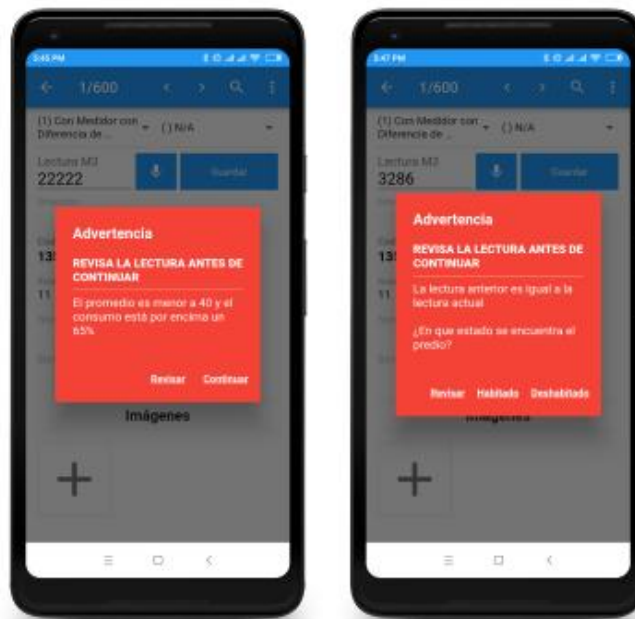 5:45 PM
1/600
(1) Con Medidor con
Diferencia de ...
( ) N/A
Lectura M3
22222
Guardar
Advertencia
REVISA LA LECTURA ANTES DE
CONTINUAR
El promedio es menor a 40 y el
consumo está por encima un
65%
Revisar Continuar
Imágenes
3:47 PM
1/600
(1) Con Medidor con
Diferencia de ...
( ) N/A
Lectura M3
3286
Guardar
Advertencia
REVISA LA LECTURA ANTES DE
CONTINUAR
La lectura anterior es igual a la
lectura actual
¿En que estado se encuentra el
predio?
Revisar Habitado Deshabitado
Imágenes